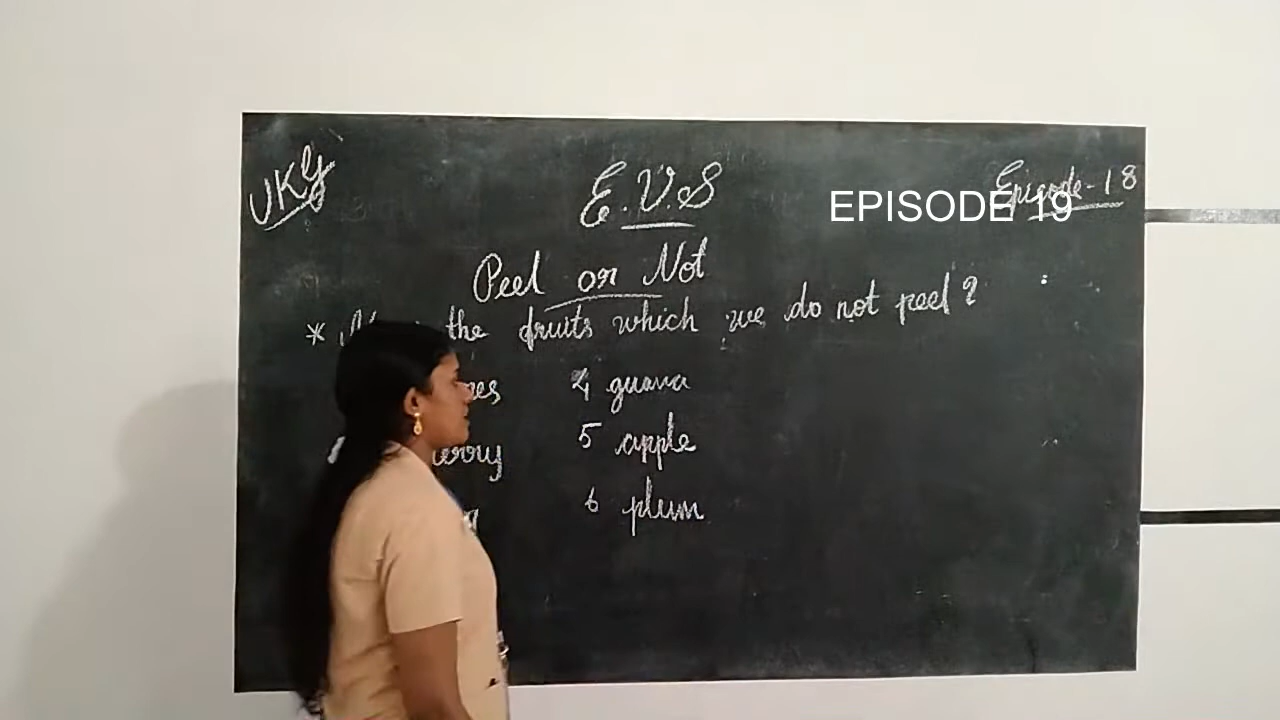 UKG
E.V.S
Episode-18
EPISODE 19
Peel or Not
* the fruits which we do not peel?
4 guava
5 apple
6 plum